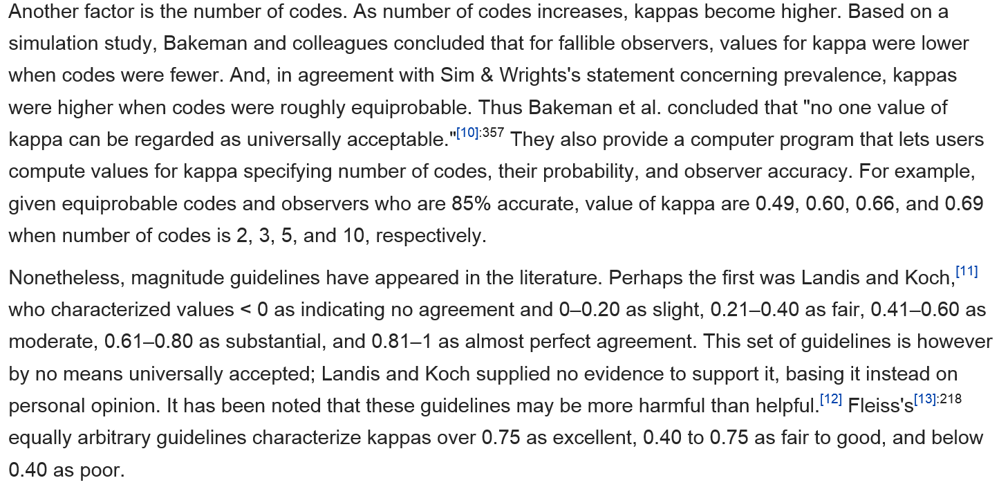 Another factor is the number of codes. As number of codes increases, kappas become higher. Based on a
simulation study, Bakeman and colleagues concluded that for fallible observers, values for kappa were lower
when codes were fewer. And, in agreement with Sim & Wrights's statement concerning prevalence, kappas
were higher when codes were roughly equiprobable. Thus Bakeman et al. concluded that "no one value of
kappa can be regarded as universally acceptable."[10]:357 They also provide a computer program that lets users
compute values for kappa specifying number of codes, their probability, and observer accuracy. For example,
given equiprobable codes and observers who are 85% accurate, value of kappa are 0.49, 0.60, 0.66, and 0.69
when number of codes is 2, 3, 5, and 10, respectively.
Nonetheless, magnitude guidelines have appeared in the literature. Perhaps the first was Landis and Koch,[11]
who characterized values < 0 as indicating no agreement and 0–0.20 as slight, 0.21–0.40 as fair, 0.41–0.60 as
moderate, 0.61–0.80 as substantial, and 0.81–1 as almost perfect agreement. This set of guidelines is however
by no means universally accepted; Landis and Koch supplied no evidence to support it, basing it instead on
personal opinion. It has been noted that these guidelines may be more harmful than helpful.[12] Fleiss's[13]:218
equally arbitrary guidelines characterize kappas over 0.75 as excellent, 0.40 to 0.75 as fair to good, and below
0.40 as poor.